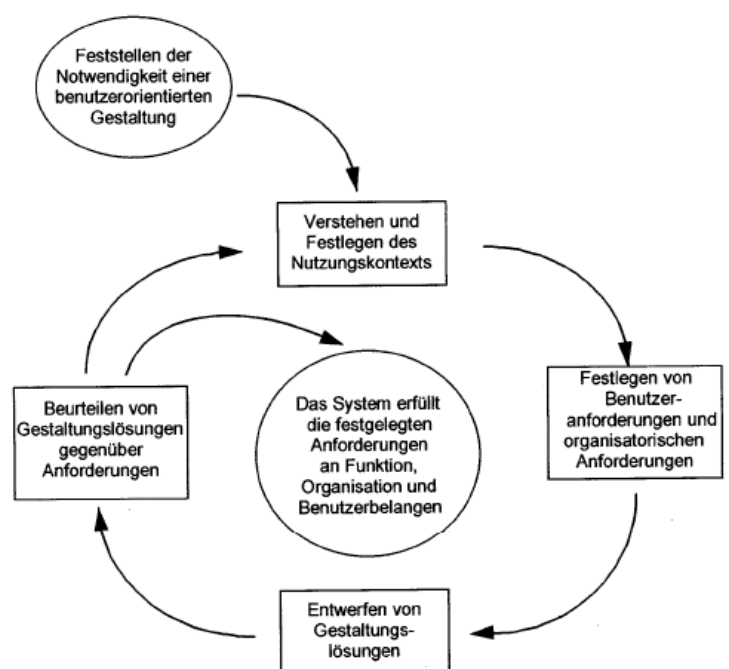 Feststellen der
Notwendigkeit einer
benutzerorientierten
Gestaltung
Verstehen und
Festlegen des
Nutzungskontexts
Festlegen von
Benutzer-
anforderungen und
organisatorischen
Anforderungen
Entwerfen von
Gestaltungs-
lösungen
Beurteilen von
Gestaltungslösungen
gegenüber
Anforderungen
Das System erfüllt
die festgelegten
Anforderungen
an Funktion,
Organisation und
Benutzerbelangen